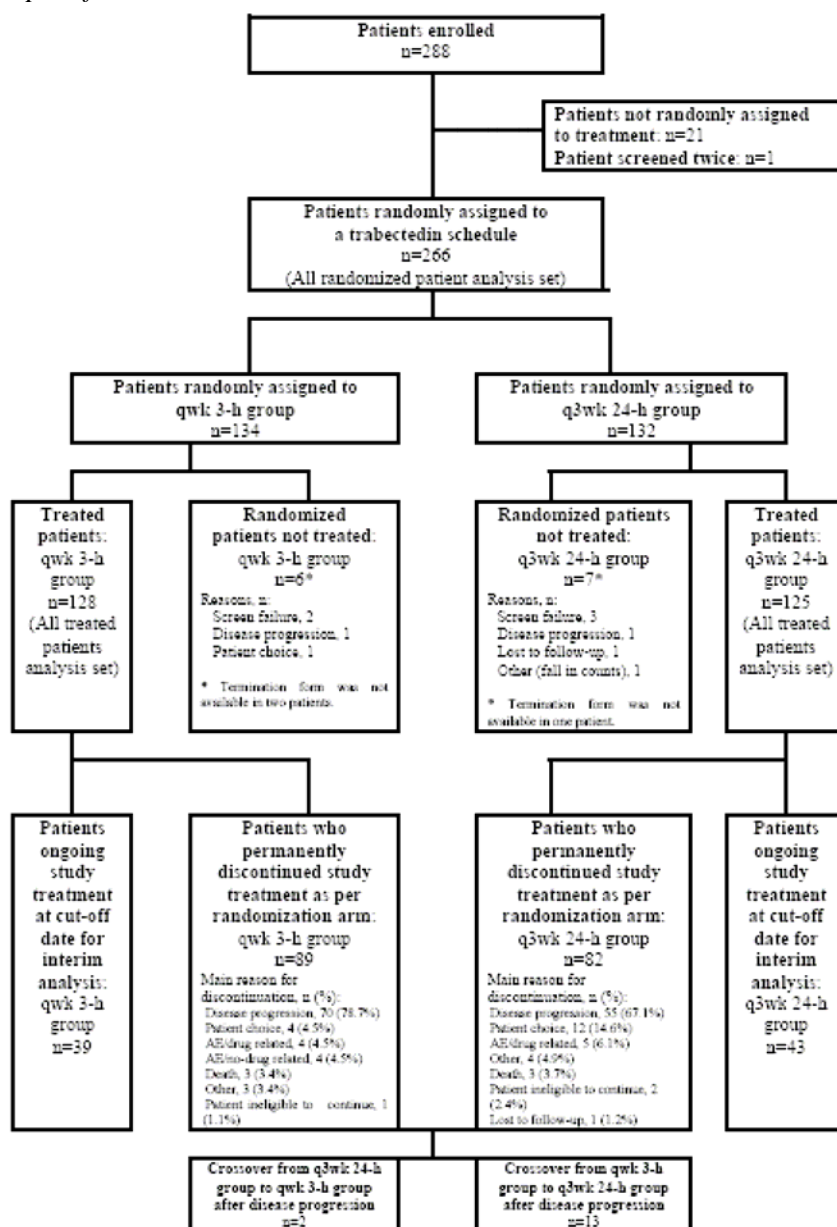 Patients enrolled
n=288
Patients not randomly assigned
to treatment: n=21
Patient screened twice: n=1
Patients randomly assigned to
a trabectedin schedule
n=266
(All randomized patient analysis set)
Patients randomly assigned to
qwk 3-h group
n=134
Patients randomly assigned to
q3wk 24-h group
n=132
Treated
patients:
qwk 3-h
group
n=128
(All treated
patients
analysis set)
Randomized
patients not treated:
qwk 3-h group
n=6*
Reasons, n:
Screen failure, 2
Disease progression, 1
Patient choice, 1
* Termination form was not
available in two patients.
Randomized patients
not treated:
q3wk 24-h group
n=7*
Reasons, n:
Screen failure, 3
Disease progression, 1
Lost to follow-up, 1
Other (fall in counts), 1
* Termination form was not
available in one patient.
Treated
patients:
q3wk 24-h
group
n=125
(All treated
patients
analysis set)
Patients
ongoing
study
treatment
at cut-off
date for
interim
analysis:
qwk 3-h
group
n=39
Patients who
permanently
discontinued study
treatment as per
randomization arm:
qwk 3-h group
n=89
Main reason for
discontinuation, n (%):
Disease progression, 70 (78.7%)
Patient choice, 4 (4.5%)
AE/drug related, 4 (4.5%)
AE/no-drug related, 4 (4.5%)
Death, 3 (3.4%)
Other, 3 (3.4%)
Patient ineligible to continue, 1
(1.1%)
Patients who
permanently
discontinued study
treatment as per
randomization arm:
q3wk 24-h group
n=82
Main reason for
discontinuation, n (%):
Disease progression, 55 (67.1%)
Patient choice, 12 (14.6%)
AE/drug related, 5 (6.1%)
Other, 4 (4.9%)
Death, 3 (3.7%)
Patient ineligible to continue, 2
(2.4%)
Lost to follow-up, 1 (1.2%)
Patients
ongoing
study
treatment
at cut-off
date for
interim
analysis:
q3wk 24-h
group
n=43
Crossover from q3wk 24-h
group to qwk 3-h group
after disease progression
n=2
Crossover from qwk 3-h
group to q3wk 24-h group
after disease progression
n=13